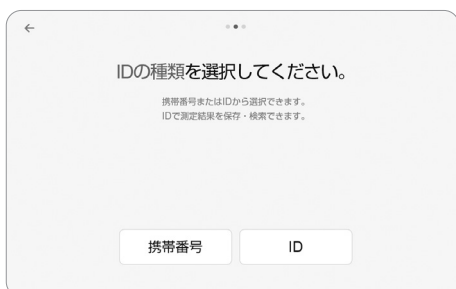 IDの種類を選択してください。
携帯番号またはIDから選択できます。
IDで測定結果を保存・検索できます。
携帯番号
ID